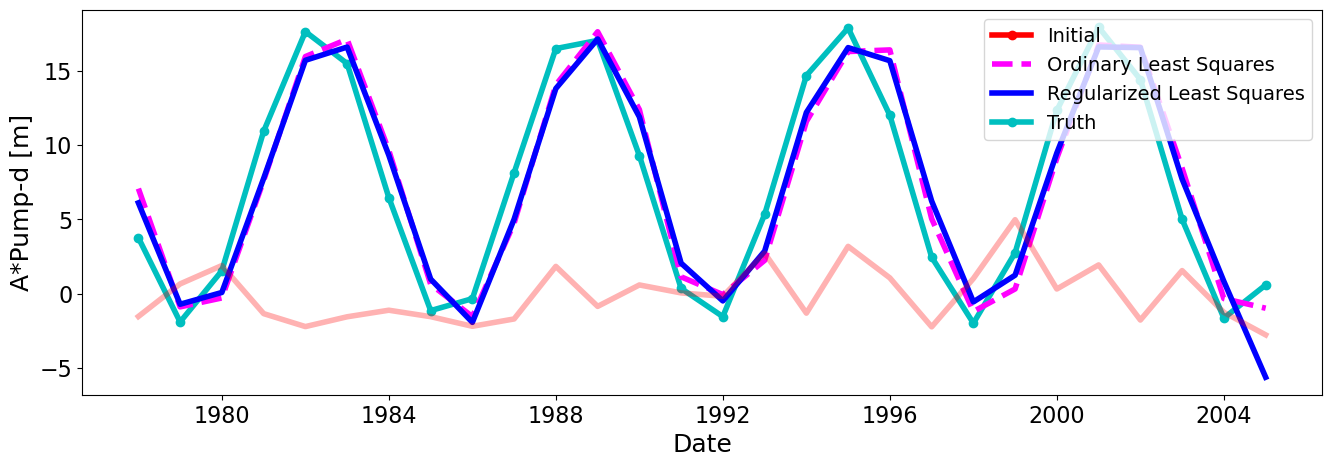 Initial
Ordinary Least Squares
Regularized Least Squares
Truth
A*Pump-d [m]
15
10
5
0
−5
1980 1984 1988 1992 1996 2000 2004
Date